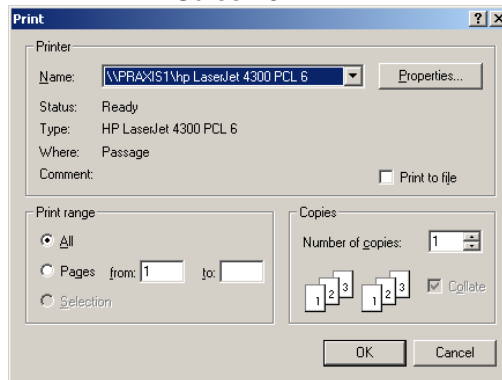 Print
Printer
Name: \\PRAXIS1\hp LaserJet 4300 PCL 6 Properties...
Status: Ready
Type: HP LaserJet 4300 PCL 6
Where: Passage
Comment: Print to file
Print range
All
Pages from: 1 to:
Selection
Copies
Number of copies: 1
1 2 3 1 2 3 Collate
OK Cancel